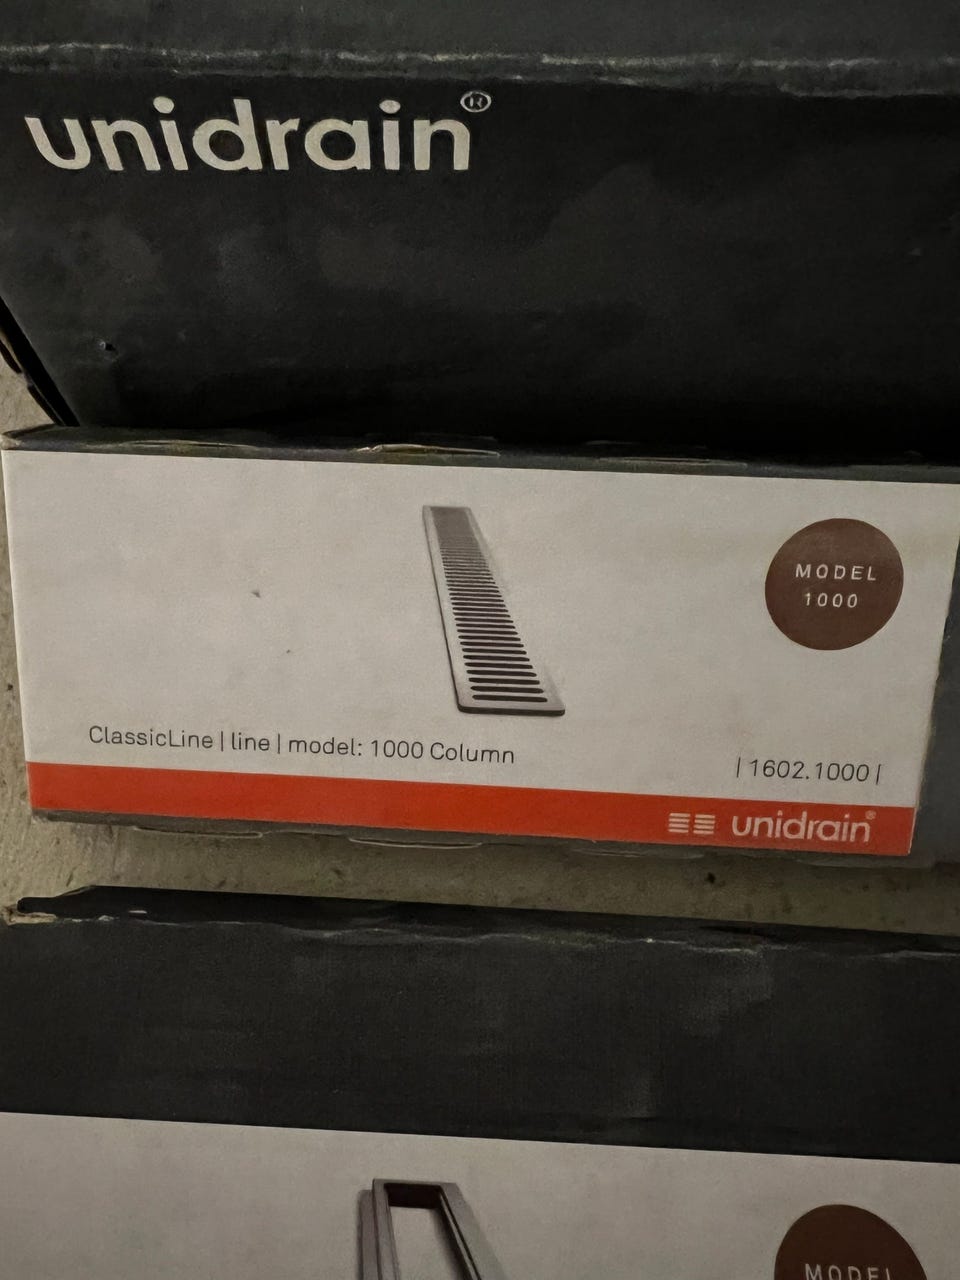 unidrain®
MODEL
1000
ClassicLine | line | model: 1000 Column
| 1602.1000 |
unidrain®
MODEL